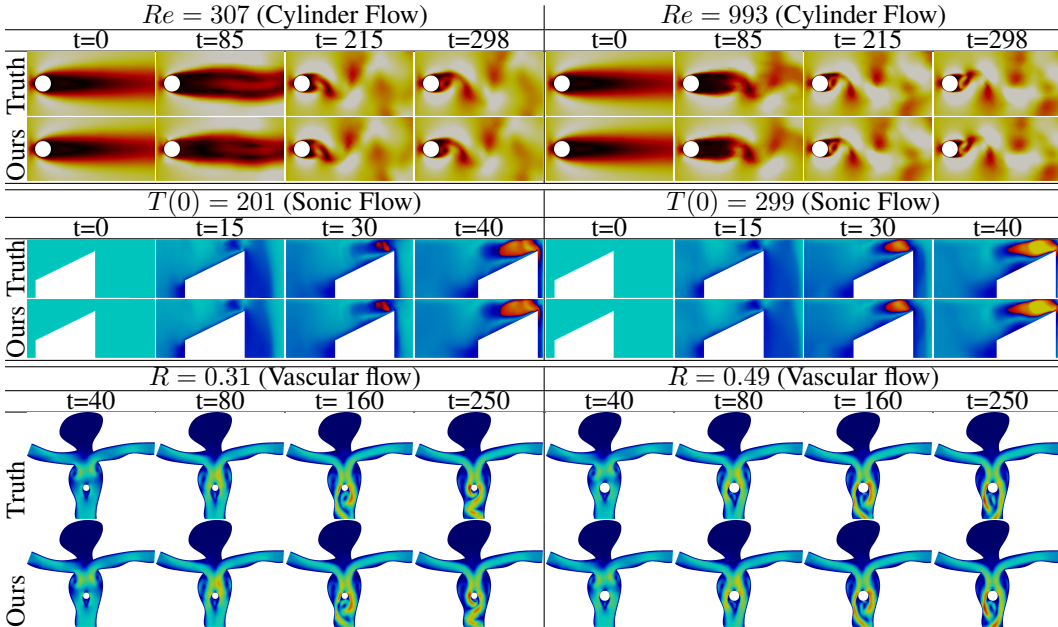 Re = 307 (Cylinder Flow) Re = 993 (Cylinder Flow)
t=0 t=85 t= 215 t=298 t=0 t=85 t= 215 t=298
Truth
Ours
T(0) = 201 (Sonic Flow) T(0) = 299 (Sonic Flow)
t=0 t=15 t= 30 t=40 t=0 t=15 t= 30 t=40
Truth
Ours
R = 0.31 (Vascular flow) R = 0.49 (Vascular flow)
t=40 t=80 t= 160 t=250 t=40 t=80 t= 160 t=250
Truth
Ours